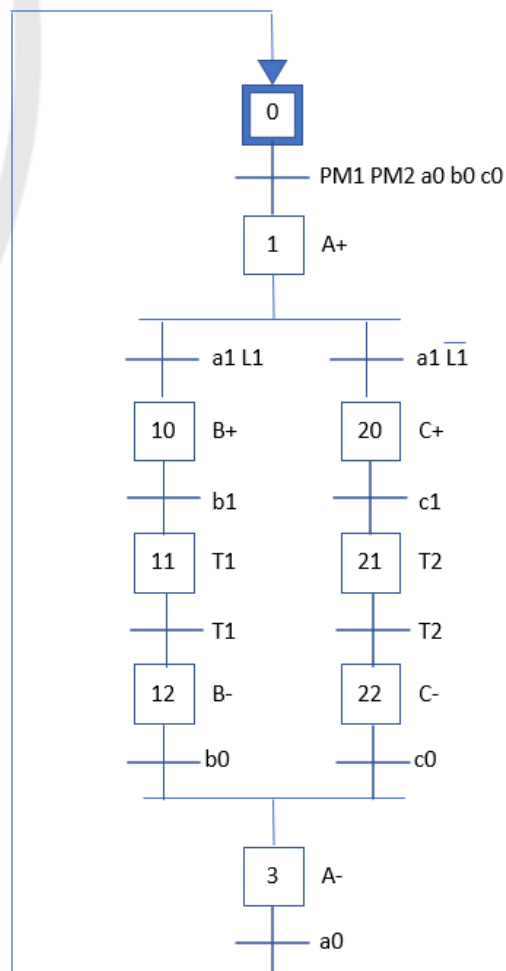 0
PM1 PM2 a0 b0 c0
1 A+
a1 L1 a1 L̅1̅
10 B+ 20 C+
b1 c1
11 T1 21 T2
T1 T2
12 B- 22 C-
b0 c0
3 A-
a0